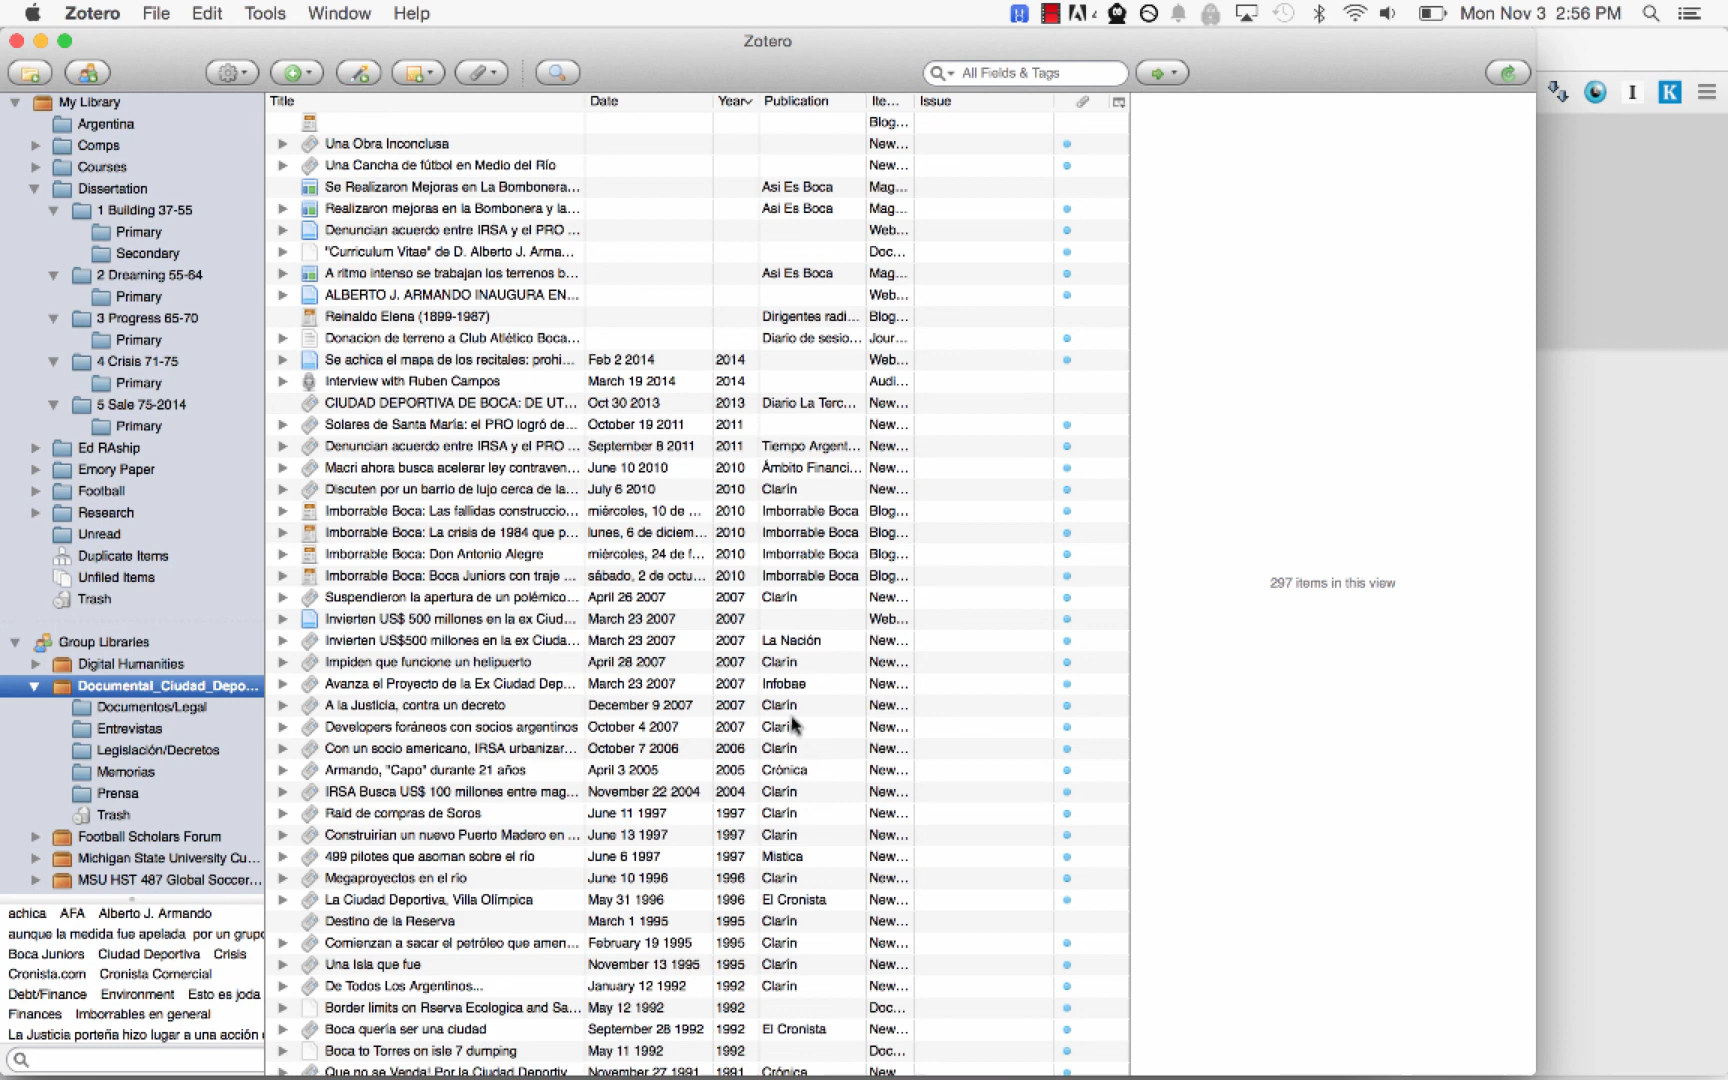 Zotero File Edit Tools Window Help Mon Nov 3 2:56 PM
Zotero
All Fields & Tags
Title Date Year Publication Ite... Issue
My Library
Argentina
Comps
Courses
Dissertation
1 Building 37-55
Primary
Secondary
2 Dreaming 55-64
Primary
3 Progress 65-70
Primary
4 Crisis 71-75
Primary
5 Sale 75-2014
Primary
Ed RAship
Emory Paper
Football
Research
Unread
Duplicate Items
Unfiled Items
Trash
Group Libraries
Digital Humanities
Documental_Ciudad_Depo...
Documentos/Legal
Entrevistas
Legislación/Decretos
Memorias
Prensa
Trash
Football Scholars Forum
Michigan State University Cu...
MSU HST 487 Global Soccer...
achica AFA Alberto J. Armando
aunque la medida fue apelada por un grupo
Boca Juniors Ciudad Deportiva Crisis
Cronista.com Cronista Comercial
Debt/Finance Environment Esto es joda
Finances Imborrables en general
La Justicia porteña hizo lugar a una acción
Blog...
Una Obra Inconclusa New...
Una Cancha de fútbol en Medio del Río New...
Se Realizaron Mejoras en La Bombonera... Asi Es Boca Mag...
Realizaron mejoras en la Bombonera y la... Asi Es Boca Mag...
Denuncian acuerdo entre IRSA y el PRO ... Web...
"Curriculum Vitae" de D. Alberto J. Arma... Doc...
A ritmo intenso se trabajan los terrenos b... Asi Es Boca Mag...
ALBERTO J. ARMANDO INAUGURA EN... Web...
Reinaldo Elena (1899-1987) Dirigentes radi... Blog...
Donacion de terreno a Club Atlético Boca... Diario de sesio... Jour...
Se achica el mapa de los recitales: prohi... Feb 2 2014 2014 Web...
Interview with Ruben Campos March 19 2014 2014 Audi...
CIUDAD DEPORTIVA DE BOCA: DE UT... Oct 30 2013 2013 Diario La Terc... New...
Solares de Santa María: el PRO logró de... October 19 2011 2011 New...
Denuncian acuerdo entre IRSA y el PRO ... September 8 2011 2011 Tiempo Argent... New...
Macri ahora busca acelerar ley contraven... June 10 2010 2010 Ámbito Financi... New...
Discuten por un barrio de lujo cerca de la... July 6 2010 2010 Clarín New...
Imborrable Boca: Las fallidas construccio... miércoles, 10 de ... 2010 Imborrable Boca Blog...
Imborrable Boca: La crisis de 1984 que p... lunes, 6 de diciem... 2010 Imborrable Boca Blog...
Imborrable Boca: Don Antonio Alegre miércoles, 24 de f... 2010 Imborrable Boca Blog...
Imborrable Boca: Boca Juniors con traje ... sábado, 2 de octu... 2010 Imborrable Boca Blog...
Suspendieron la apertura de un polémico... April 26 2007 2007 Clarín New...
Invierten US$ 500 millones en la ex Ciud... March 23 2007 2007 Web...
Invierten US$500 millones en la ex Ciuda... March 23 2007 2007 La Nación New...
Impiden que funcione un helipuerto April 28 2007 2007 Clarín New...
Avanza el Proyecto de la Ex Ciudad Dep... March 23 2007 2007 Infobae New...
A la Justicia, contra un decreto December 9 2007 2007 Clarín New...
Developers foráneos con socios argentinos October 4 2007 2007 Clarín New...
Con un socio americano, IRSA urbanizar... October 7 2006 2006 Clarín New...
Armando, "Capo" durante 21 años April 3 2005 2005 Crónica New...
IRSA Busca US$ 100 millones entre mag... November 22 2004 2004 Clarín New...
Raid de compras de Soros June 11 1997 1997 Clarín New...
Construirían un nuevo Puerto Madero en ... June 13 1997 1997 Clarín New...
499 pilotes que asoman sobre el río June 6 1997 1997 Mistica New...
Megaproyectos en el río June 10 1996 1996 Clarín New...
La Ciudad Deportiva, Villa Olímpica May 31 1996 1996 El Cronista New...
Destino de la Reserva March 1 1995 1995 Clarín New...
Comienzan a sacar el petróleo que amen... February 19 1995 1995 Clarín New...
Una Isla que fue November 13 1995 1995 Clarín New...
De Todos Los Argentinos... January 12 1992 1992 Clarín New...
Border limits on Rserva Ecologica and Sa... May 12 1992 1992 Doc...
Boca quería ser una ciudad September 28 1992 1992 El Cronista New...
Boca to Torres on isle 7 dumping May 11 1992 1992 Doc...
Que no se Venda! Por la Ciudad Deportiv November 27 1991 1991 Crónica New
297 items in this view